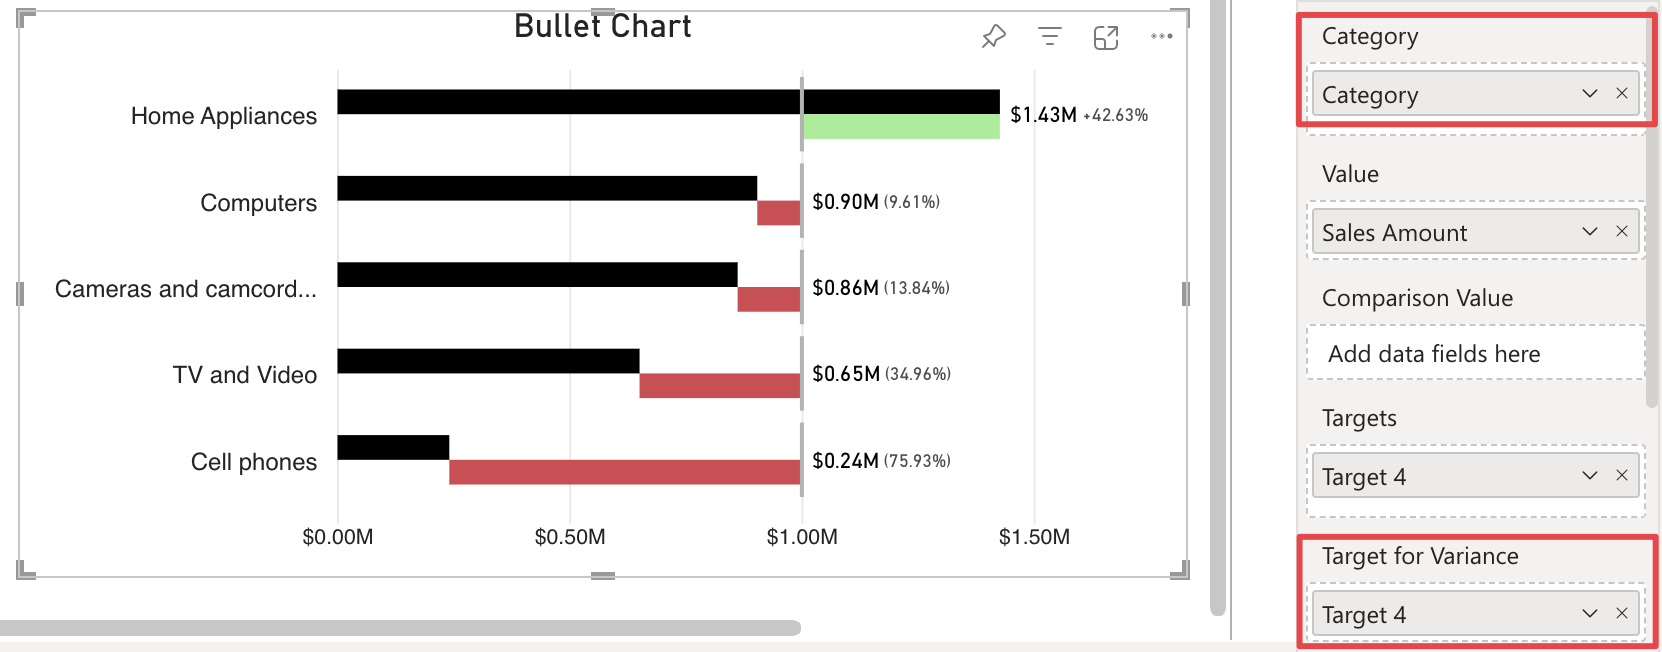 Bullet Chart
Home Appliances
$1.43M +42.63%
Computers
$0.90M (9.61%)
Cameras and camcord...
$0.86M (13.84%)
TV and Video
$0.65M (34.96%)
Cell phones
$0.24M (75.93%)
$0.00M $0.50M $1.00M $1.50M
Category
Category
Value
Sales Amount
Comparison Value
Add data fields here
Targets
Target 4
Target for Variance
Target 4